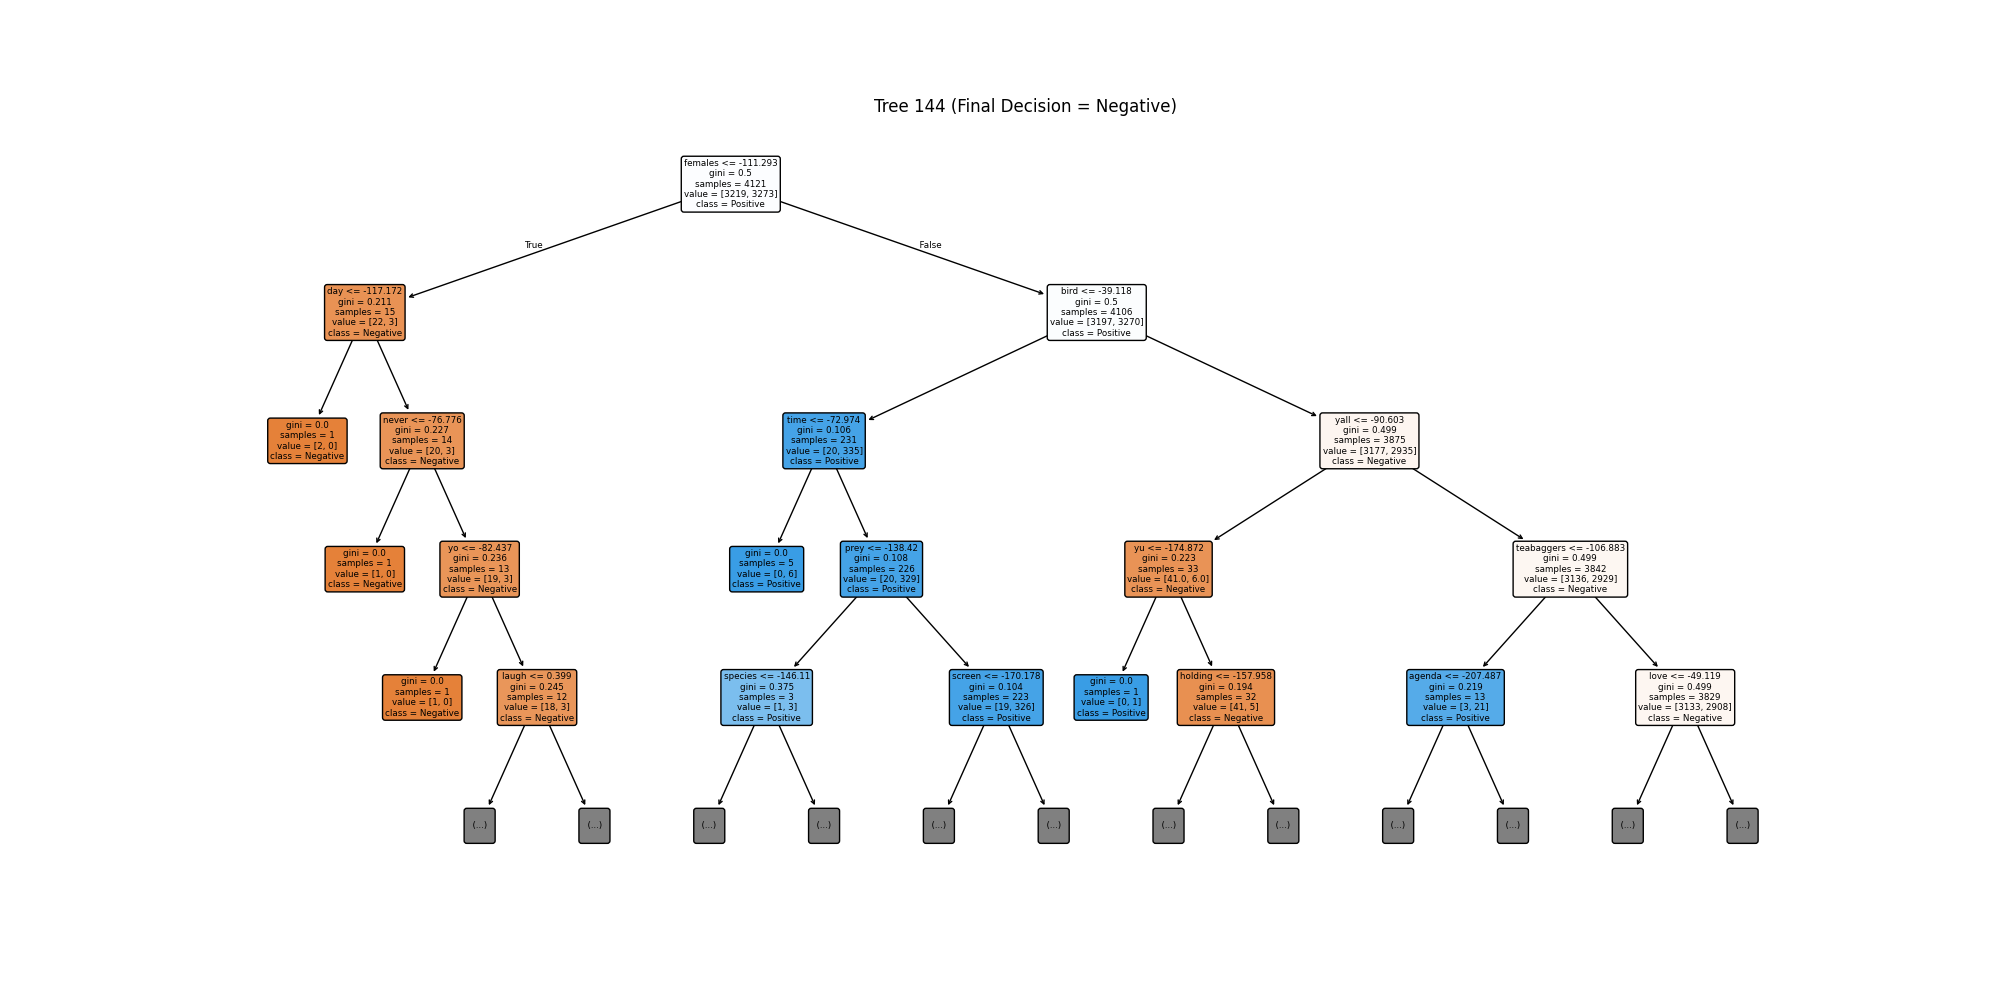 Tree 144 (Final Decision = Negative)
females <= -111.293
gini = 0.5
samples = 4121
value = [3219, 3273]
class = Positive
True
False
day <= -117.172
gini = 0.211
samples = 15
value = [22, 3]
class = Negative
bird <= -39.118
gini = 0.5
samples = 4106
value = [3197, 3270]
class = Positive
gini = 0.0
samples = 1
value = [2, 0]
class = Negative
never <= -76.776
gini = 0.227
samples = 14
value = [20, 3]
class = Negative
time <= -72.974
gini = 0.106
samples = 231
value = [20, 335]
class = Positive
yall <= -90.603
gini = 0.499
samples = 3875
value = [3177, 2935]
class = Negative
gini = 0.0
samples = 1
value = [1, 0]
class = Negative
yo <= -82.437
gini = 0.236
samples = 13
value = [19, 3]
class = Negative
gini = 0.0
samples = 5
value = [0, 6]
class = Positive
prey <= -138.42
gini = 0.108
samples = 226
value = [20, 329]
class = Positive
yu <= -174.872
gini = 0.223
samples = 33
value = [41.0, 6.0]
class = Negative
teabaggers <= -106.883
gini = 0.499
samples = 3842
value = [3136, 2929]
class = Negative
gini = 0.0
samples = 1
value = [1, 0]
class = Negative
laugh <= 0.399
gini = 0.245
samples = 12
value = [18, 3]
class = Negative
species <= -146.11
gini = 0.375
samples = 3
value = [1, 3]
class = Positive
screen <= -170.178
gini = 0.104
samples = 223
value = [19, 326]
class = Positive
gini = 0.0
samples = 1
value = [0, 1]
class = Positive
holding <= -157.958
gini = 0.194
samples = 32
value = [41, 5]
class = Negative
agenda <= -207.487
gini = 0.219
samples = 13
value = [3, 21]
class = Positive
love <= -49.119
gini = 0.499
samples = 3829
value = [3133, 2908]
class = Negative
(...)
(...)
(...)
(...)
(...)
(...)
(...)
(...)
(...)
(...)
(...)
(...)